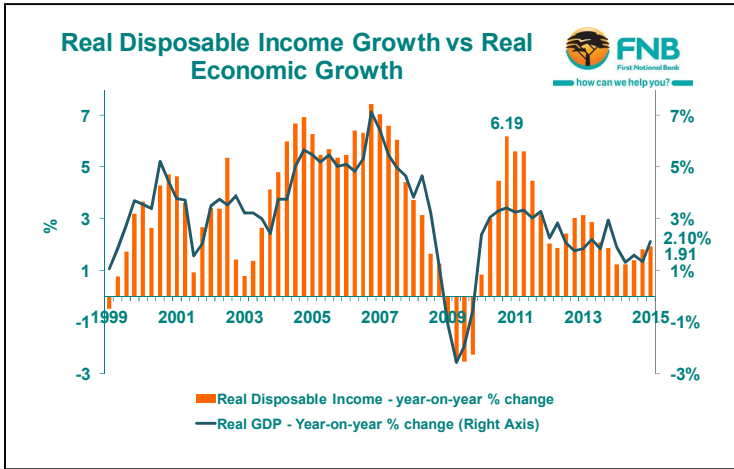 Real Disposable Income Growth vs Real
Economic Growth
FNB
First National Bank
how can we help you?
7
5
3
1
-1
-3
%
7%
5%
3%
1%
-1%
-3%
6.19
2.10%
1.91
1999 2001 2003 2005 2007 2009 2011 2013 2015
Real Disposable Income - year-on-year % change
Real GDP - Year-on-year % change (Right Axis)